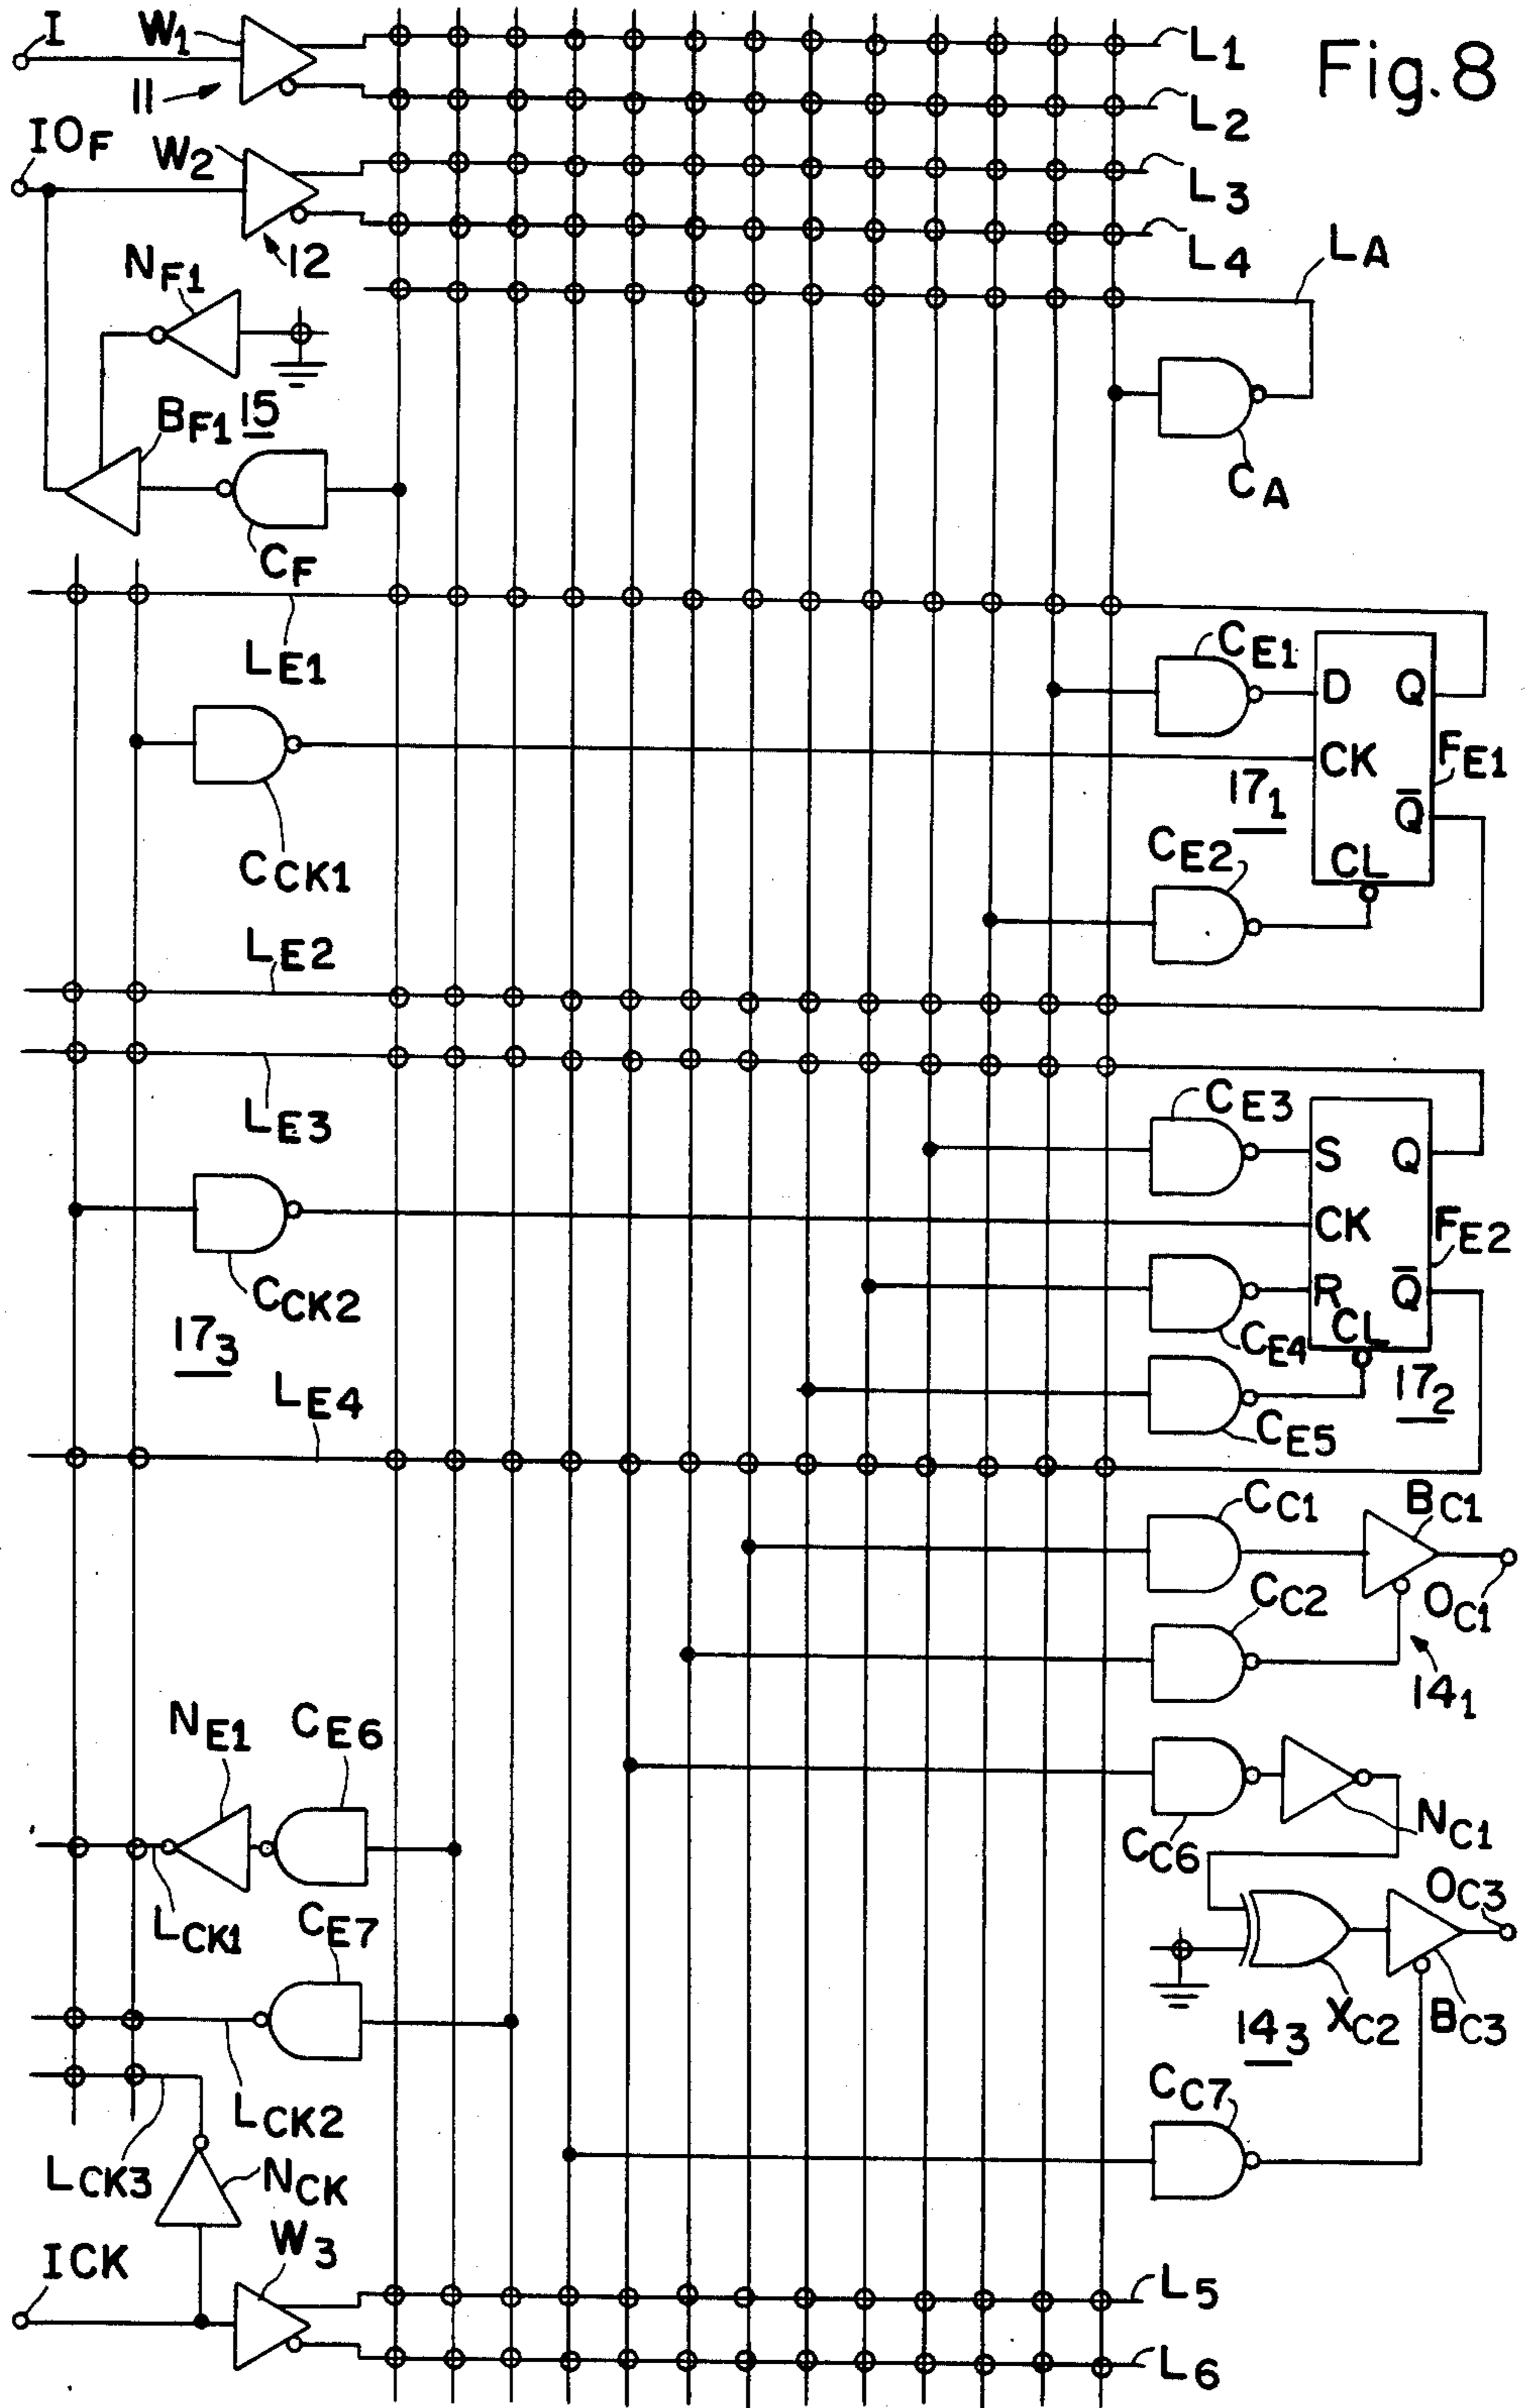 I
W1
L1
Fig.8
11
L2
IOF
W2
L3
12
L4
LA
NF1
BF1
15
CA
CF
LE1
CE1
D
Q
CK
FE1
171
Q̅
CCK1
CE2
CL
LE2
LE3
CE3
S
Q
CK
FE2
CCK2
R
Q̅
CE4
CL
173
172
LE4
CE5
CC1
BC1
CC2
OC1
141
NE1
CE6
NC1
CC6
LCK1
CE7
OC3
XC2
BC3
143
LCK2
CC7
LCK3
NCK
ICK
W3
L5
L6